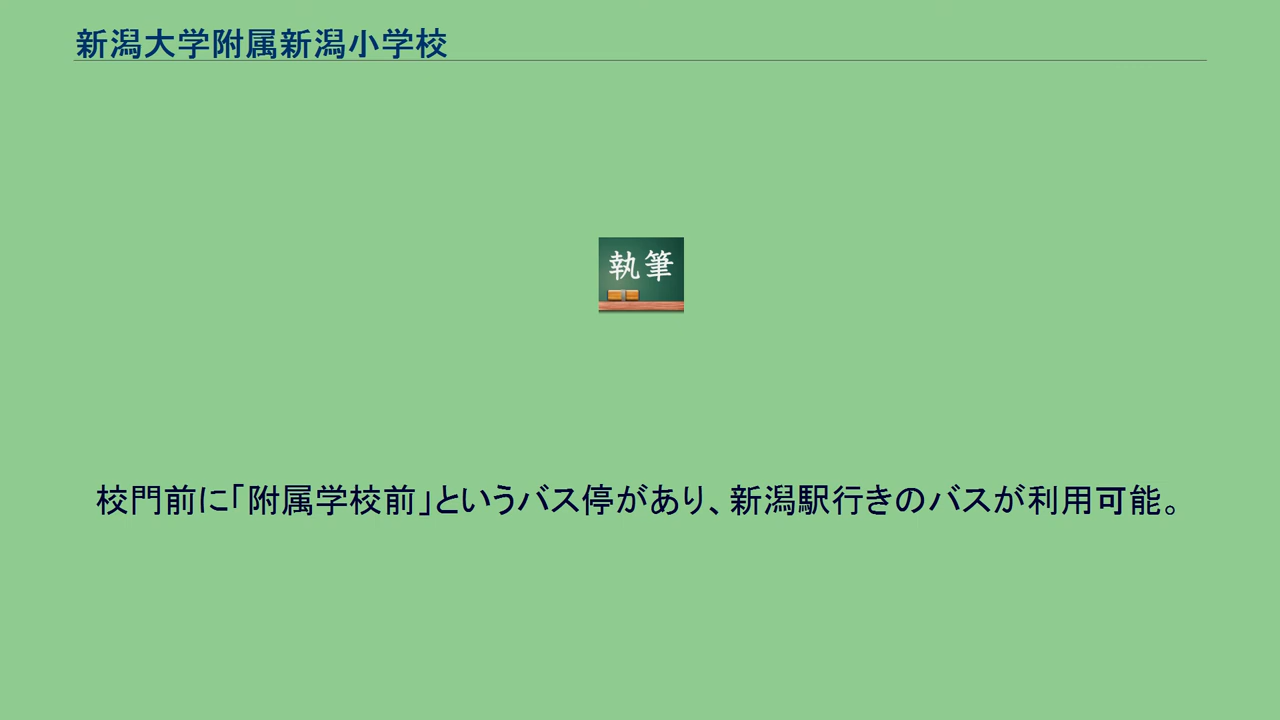 新潟大学附属新潟小学校
執筆
校門前に「附属学校前」というバス停があり、新潟駅行きのバスが利用可能。